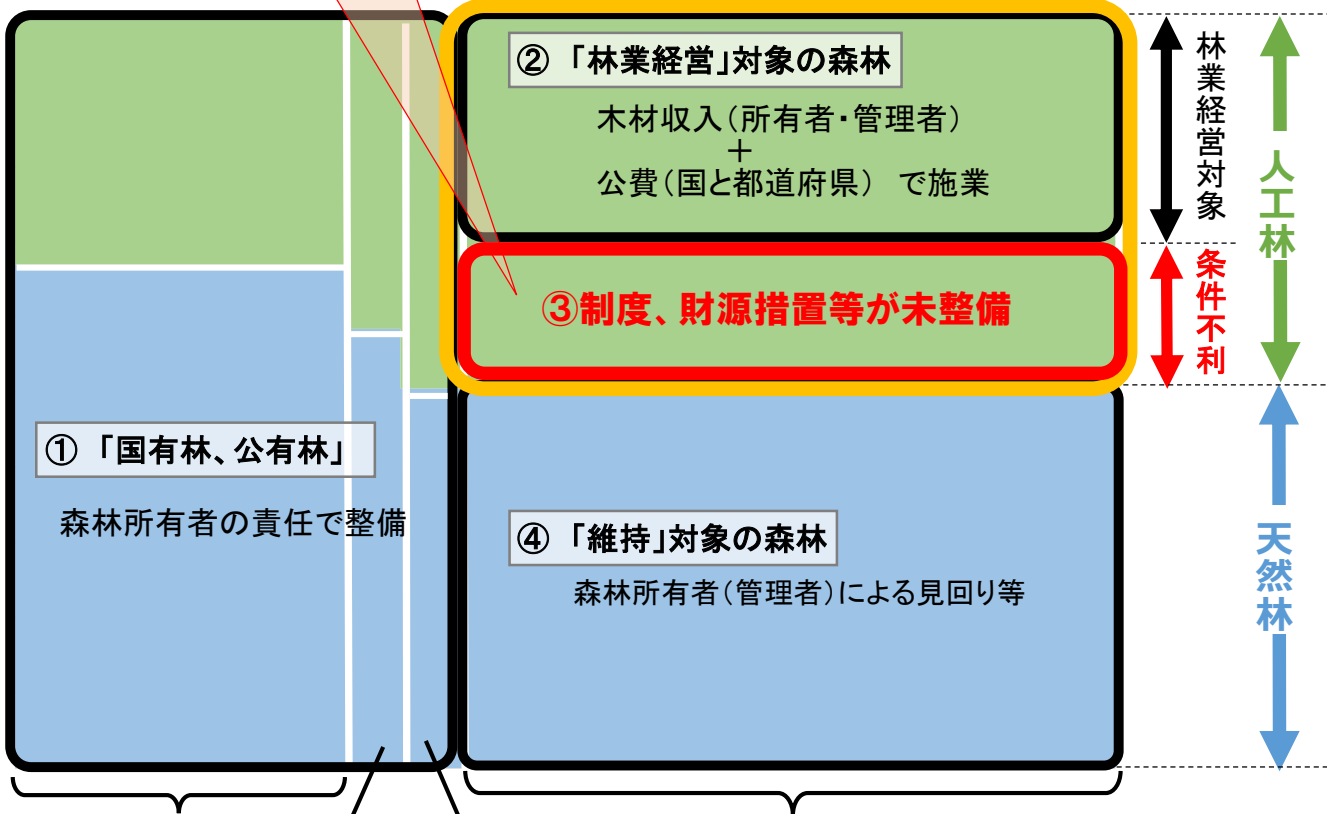 ② 「林業経営」対象の森林
木材収入（所有者・管理者）
＋
公費（国と都道府県） で施業
③制度、財源措置等が未整備
① 「国有林、公有林」
森林所有者の責任で整備
④ 「維持」対象の森林
森林所有者（管理者）による見回り等
林業経営対象
条件不利
人工林
天然林